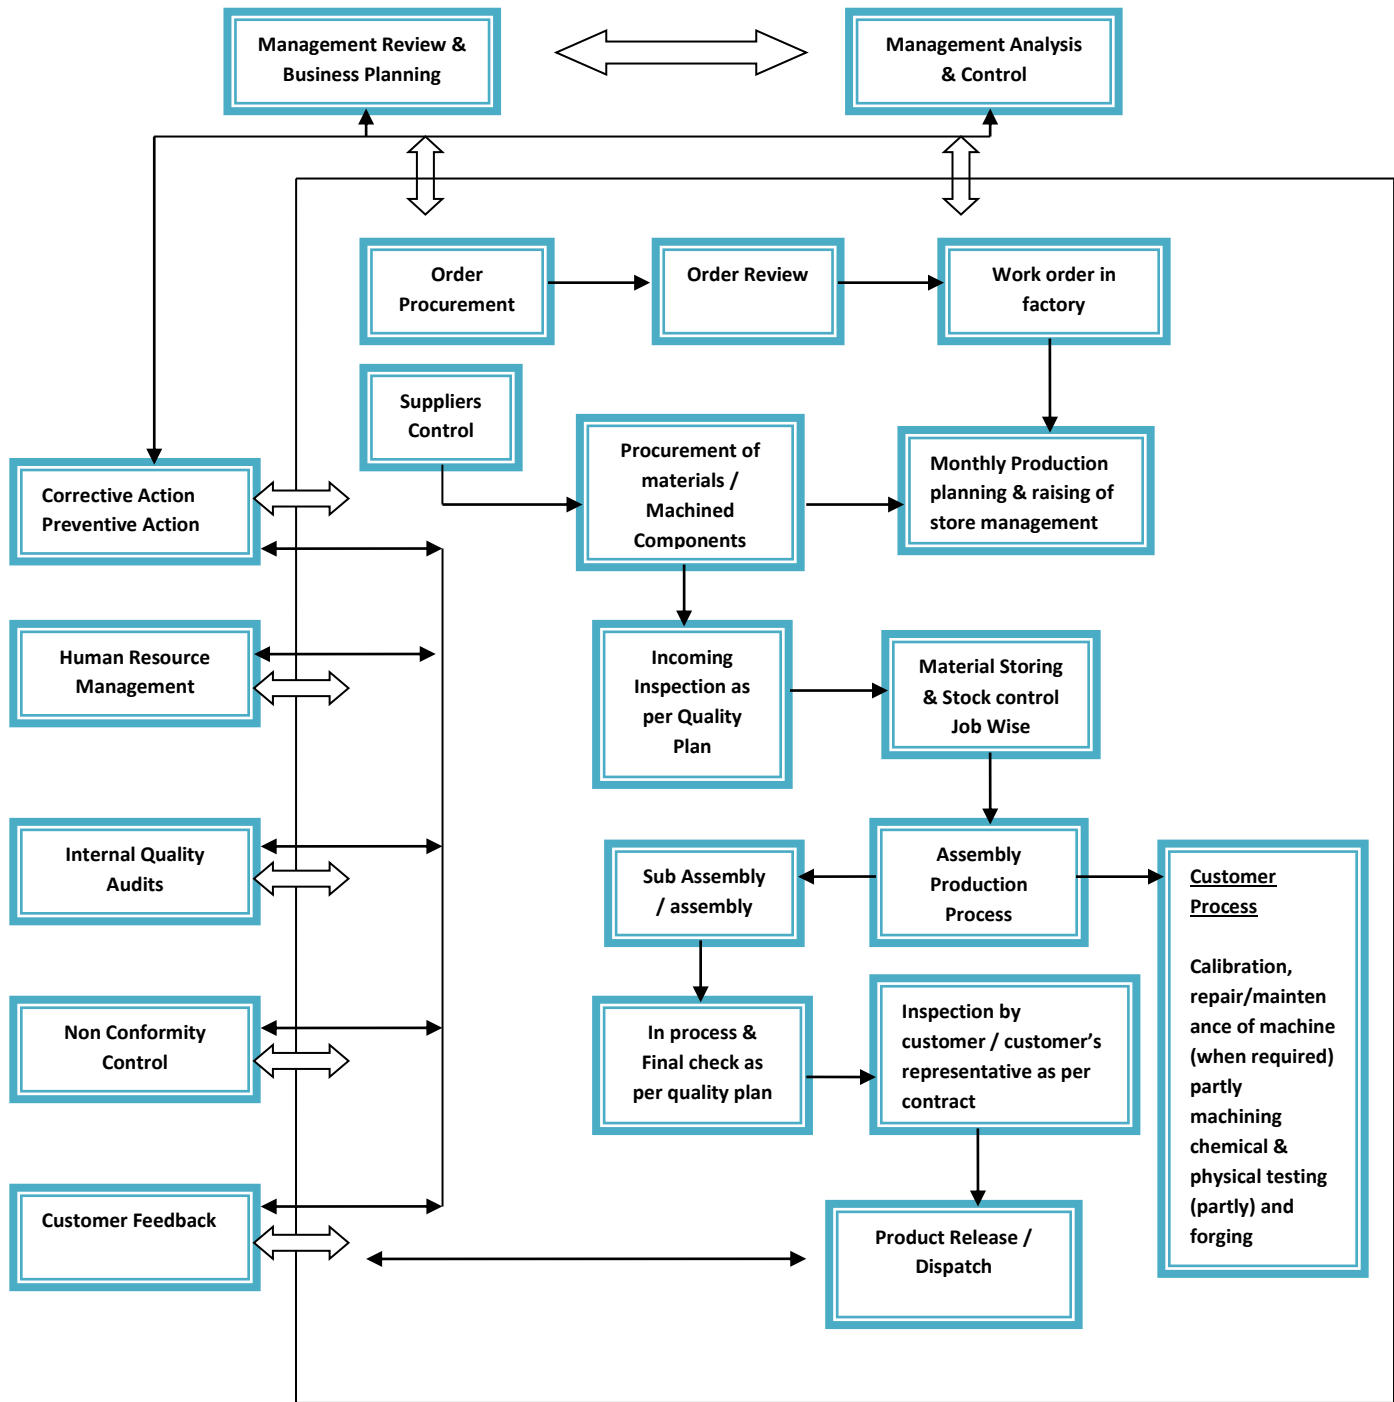 Management Review &
Business Planning
Management Analysis
& Control
Order
Procurement
Order Review
Work order in
factory
Suppliers
Control
Procurement of
materials /
Machined
Components
Monthly Production
planning & raising of
store management
Corrective Action
Preventive Action
Human Resource
Management
Incoming
Inspection as
per Quality
Plan
Material Storing
& Stock control
Job Wise
Internal Quality
Audits
Sub Assembly
/ assembly
Assembly
Production
Process
Customer
Process
Calibration,
repair/mainten
ance of machine
(when required)
partly
machining
chemical &
physical testing
(partly) and
forging
Non Conformity
Control
In process &
Final check as
per quality plan
Inspection by
customer / customer’s
representative as per
contract
Customer Feedback
Product Release /
Dispatch